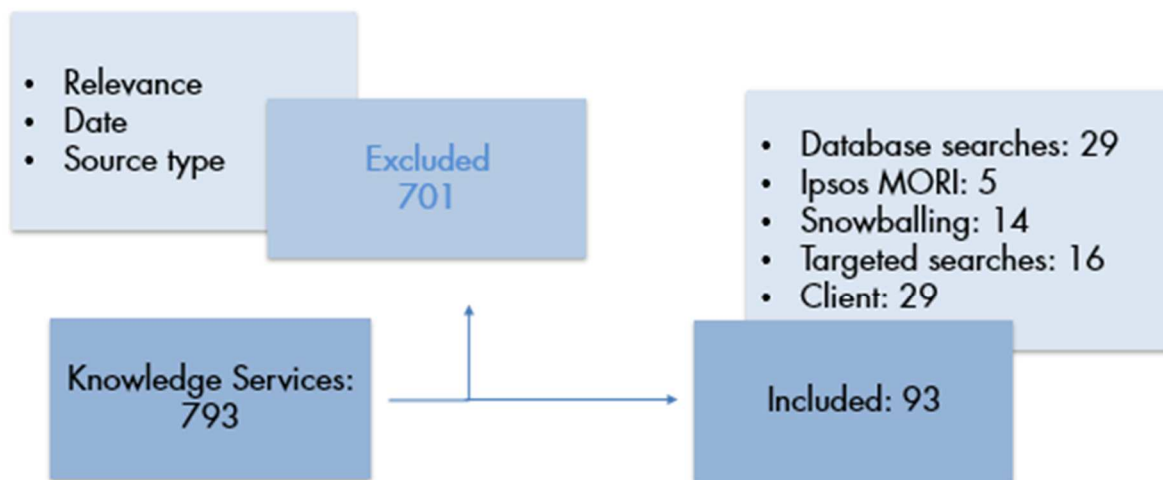 • Relevance
• Date
• Source type
Excluded
701
• Database searches: 29
• Ipsos MORI: 5
• Snowballing: 14
• Targeted searches: 16
• Client: 29
Knowledge Services:
793
Included: 93